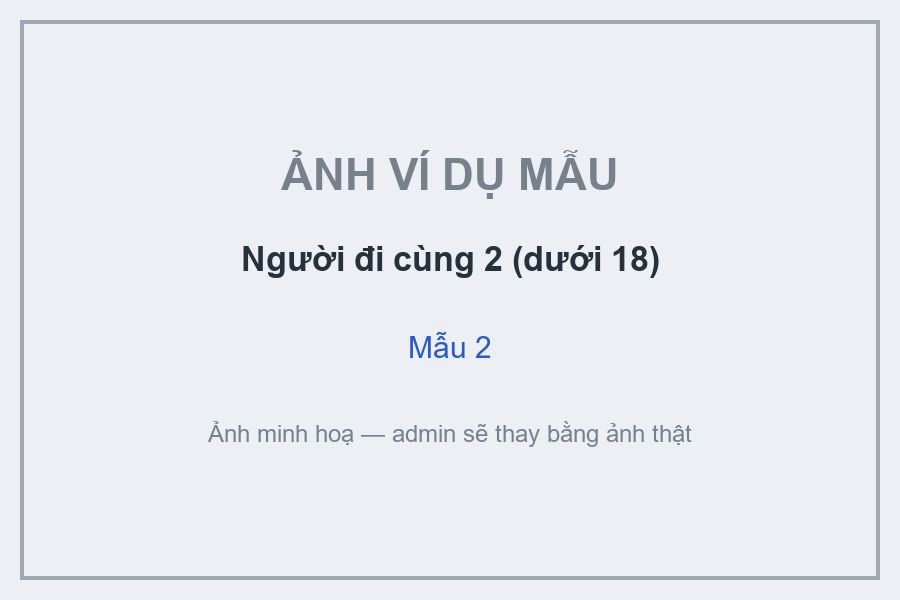 ẢNH VÍ DỤ MẪU
Người đi cùng 2 (dưới 18)
Mẫu 2
Ảnh minh hoạ — admin sẽ thay bằng ảnh thật